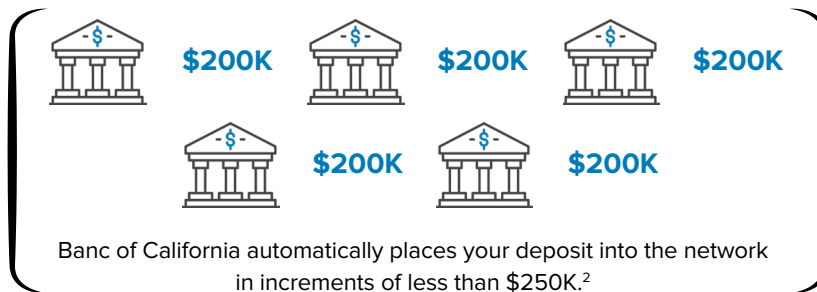 -$- $200K -$- $200K -$- $200K
-$- $200K -$- $200K
Banc of California automatically places your deposit into the network
in increments of less than $250K.²